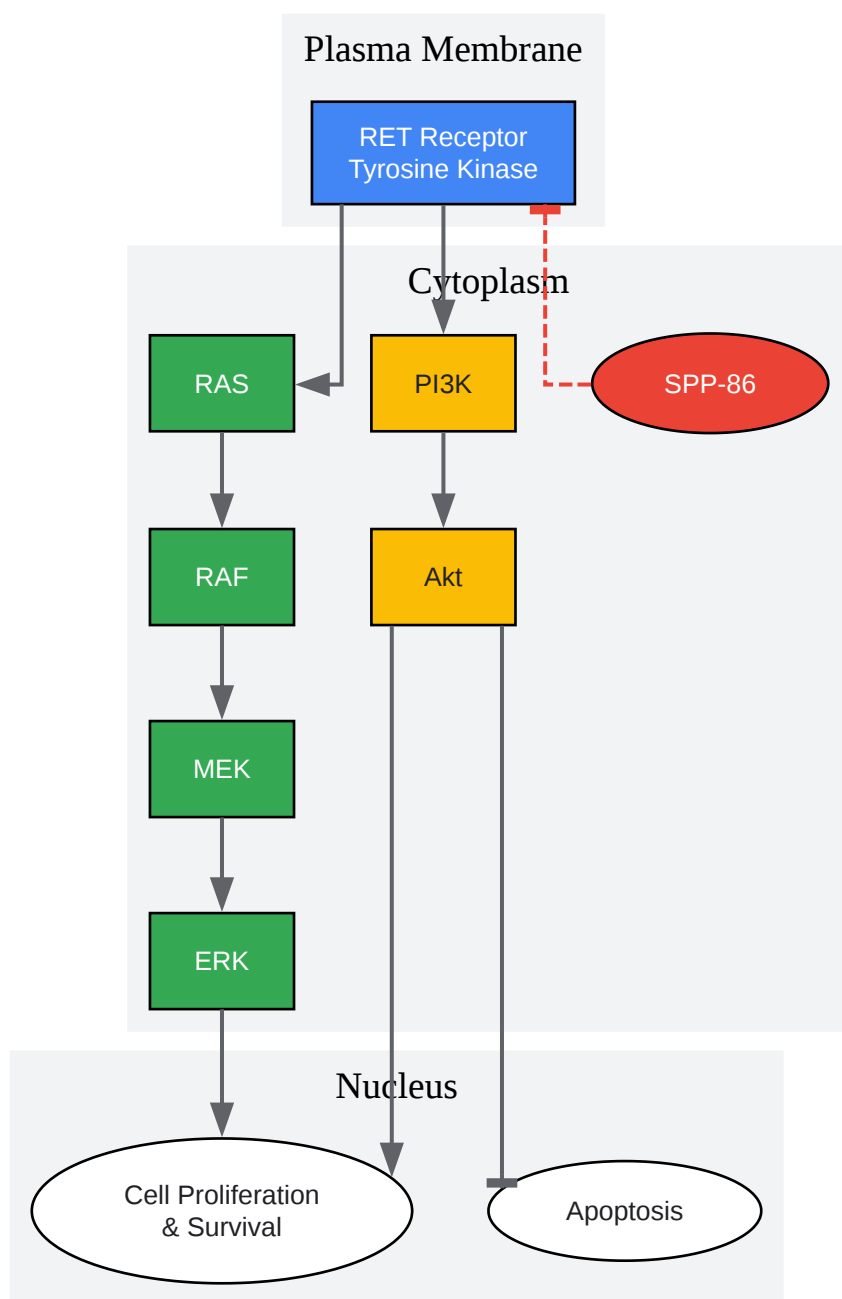 Plasma Membrane
RET Receptor
Tyrosine Kinase
Cytoplasm
RAS
PI3K
SPP-86
RAF
Akt
MEK
ERK
Nucleus
Cell Proliferation
& Survival
Apoptosis